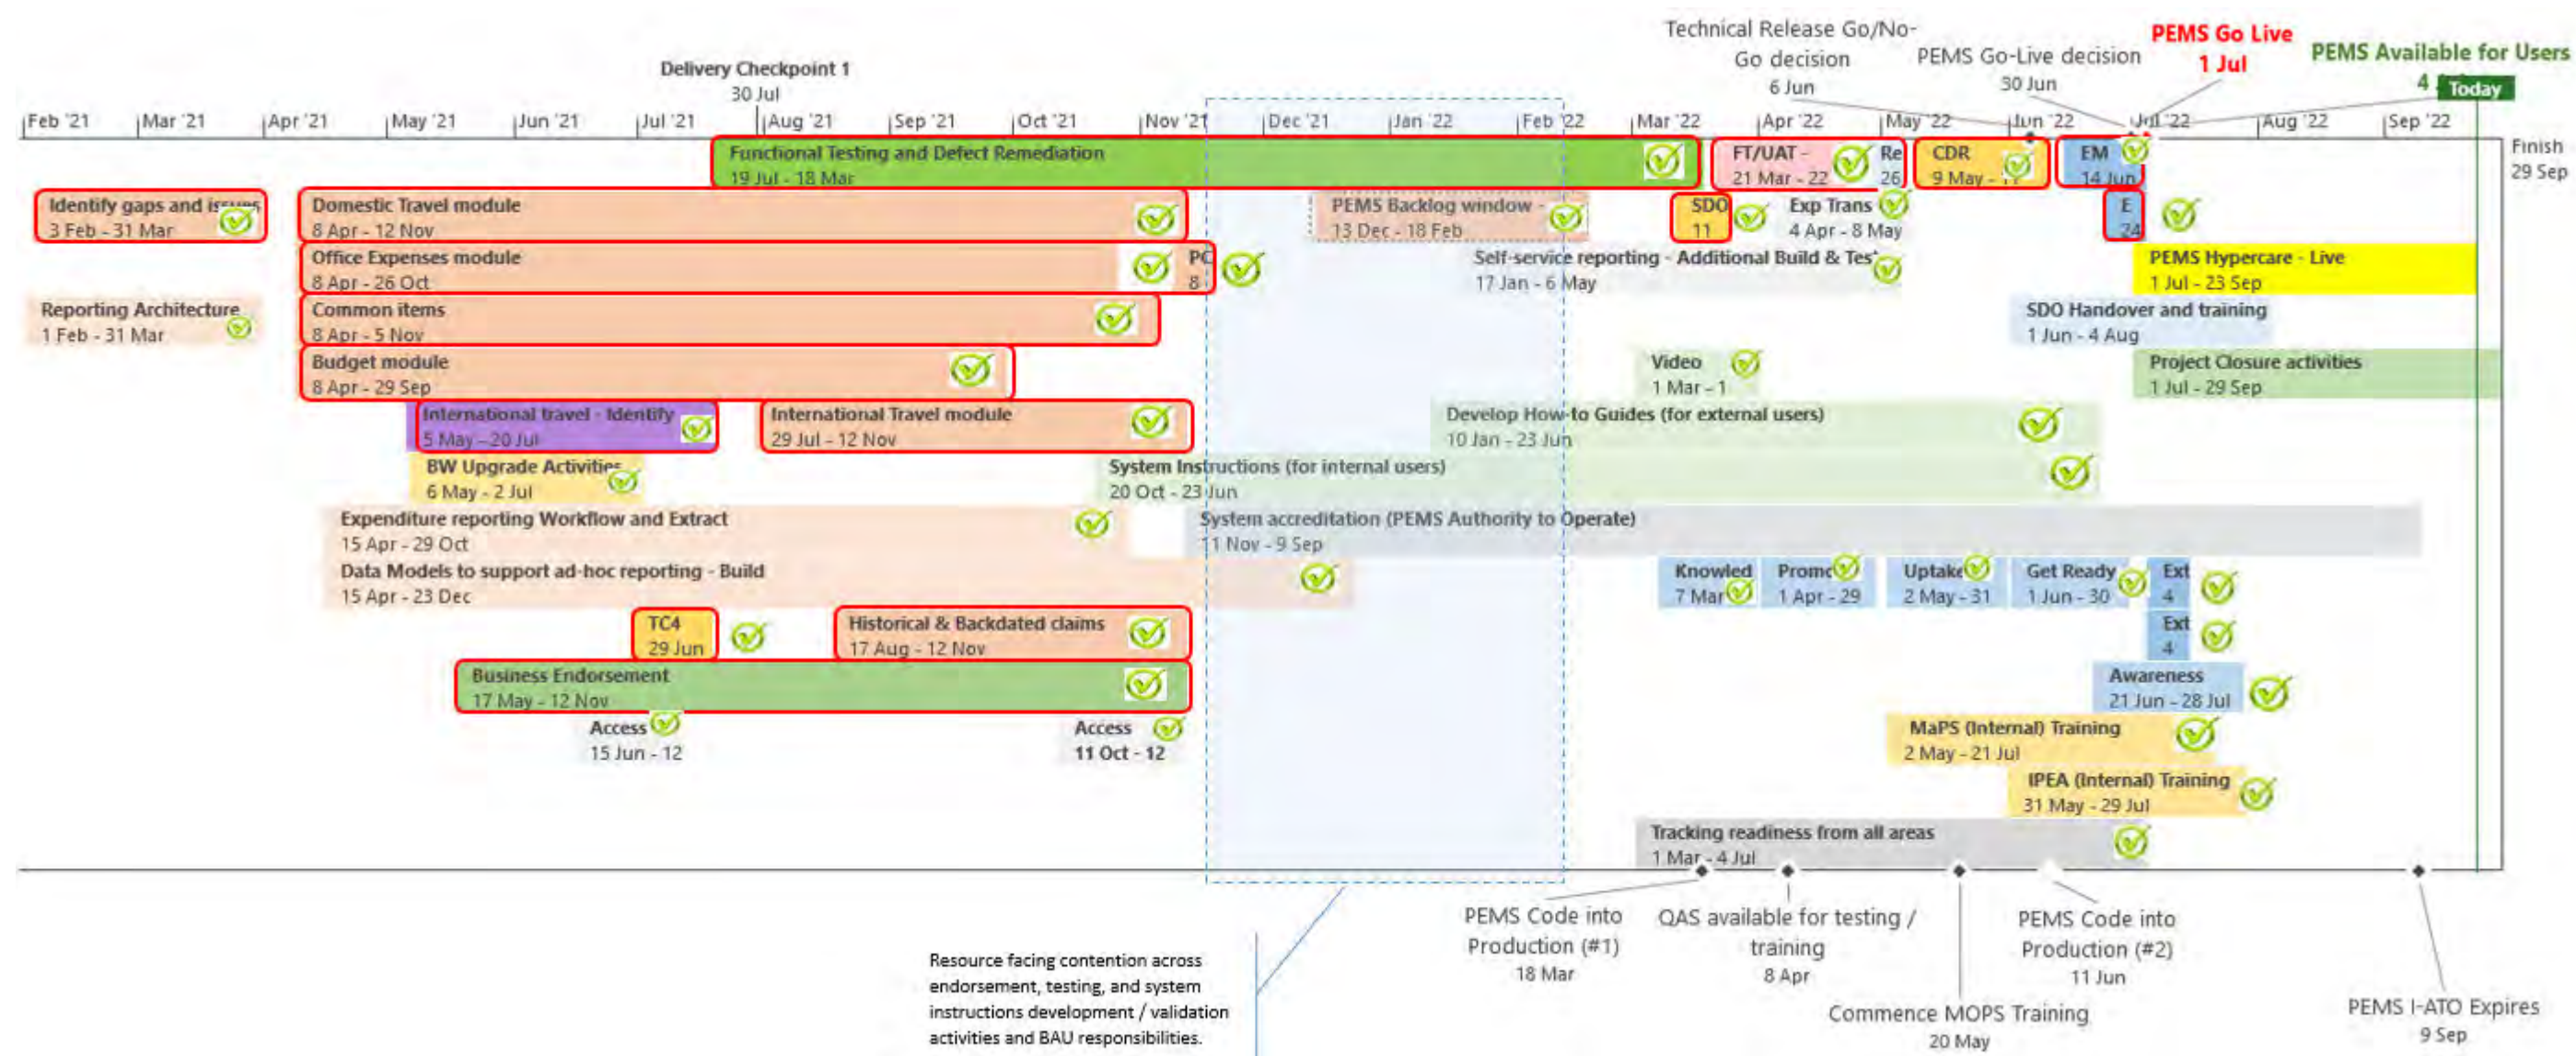 Technical Release Go/No-
Go decision
6 Jun
PEMS Go-Live decision
30 Jun
PEMS Go Live
1 Jul
PEMS Available for Users
4
Today
Delivery Checkpoint 1
30 Jul
Feb '21
Mar '21
Apr '21
May '21
Jun '21
Jul '21
Aug '21
Sep '21
Oct '21
Nov '21
Dec '21
Jan '22
Feb '22
Mar '22
Apr '22
May '22
Jun '22
Jul '22
Aug '22
Sep '22
Finish
29 Sep
Functional Testing and Defect Remediation
19 Jul - 18 Mar
FT/UAT -
21 Mar - 22
Re
26
CDR
9 May - 11
EM
14 Jun
Identify gaps and issues
3 Feb - 31 Mar
Domestic Travel module
8 Apr - 12 Nov
PEMS Backlog window -
13 Dec - 18 Feb
SDO
11
Exp Trans
4 Apr - 8 May
E
24
Office Expenses module
8 Apr - 26 Oct
PC
8
Self-service reporting - Additional Build & Tes
17 Jan - 6 May
PEMS Hypercare - Live
1 Jul - 23 Sep
Reporting Architecture
1 Feb - 31 Mar
Common items
8 Apr - 5 Nov
SDO Handover and training
1 Jun - 4 Aug
Budget module
8 Apr - 29 Sep
Video
1 Mar - 1
Project Closure activities
1 Jul - 29 Sep
International travel - Identify
5 May - 20 Jul
International Travel module
29 Jul - 12 Nov
Develop How-to Guides (for external users)
10 Jan - 23 Jun
BW Upgrade Activities
6 May - 2 Jul
System Instructions (for internal users)
20 Oct - 23 Jun
Expenditure reporting Workflow and Extract
15 Apr - 29 Oct
System accreditation (PEMS Authority to Operate)
11 Nov - 9 Sep
Data Models to support ad-hoc reporting - Build
15 Apr - 23 Dec
Knowled
7 Mar
Promo
1 Apr - 29
Uptake
2 May - 31
Get Ready
1 Jun - 30
Ext
4
TC4
29 Jun
Historical & Backdated claims
17 Aug - 12 Nov
Ext
4
Business Endorsement
17 May - 12 Nov
Awareness
21 Jun - 28 Jul
Access
15 Jun - 12
Access
11 Oct - 12
MaPS (Internal) Training
2 May - 21 Jul
IPEA (Internal) Training
31 May - 29 Jul
Tracking readiness from all areas
1 Mar - 4 Jul
PEMS Code into
Production (#1)
18 Mar
QAS available for testing /
training
8 Apr
PEMS Code into
Production (#2)
11 Jun
Commence MOPS Training
20 May
PEMS I-ATO Expires
9 Sep
Resource facing contention across
endorsement, testing, and system
instructions development / validation
activities and BAU responsibilities.